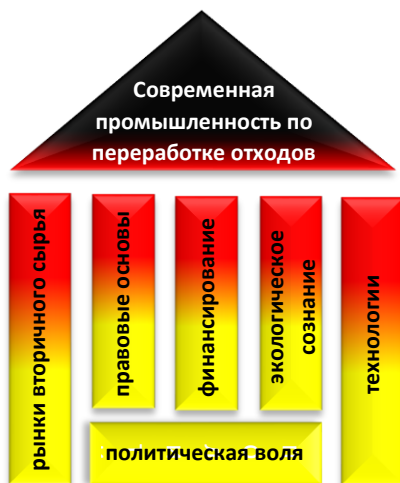 Современная
промышленность по
переработке отходов
рынки вторичного сырья
правовые основы
финансирование
экологическое
сознание
технологии
политическая воля